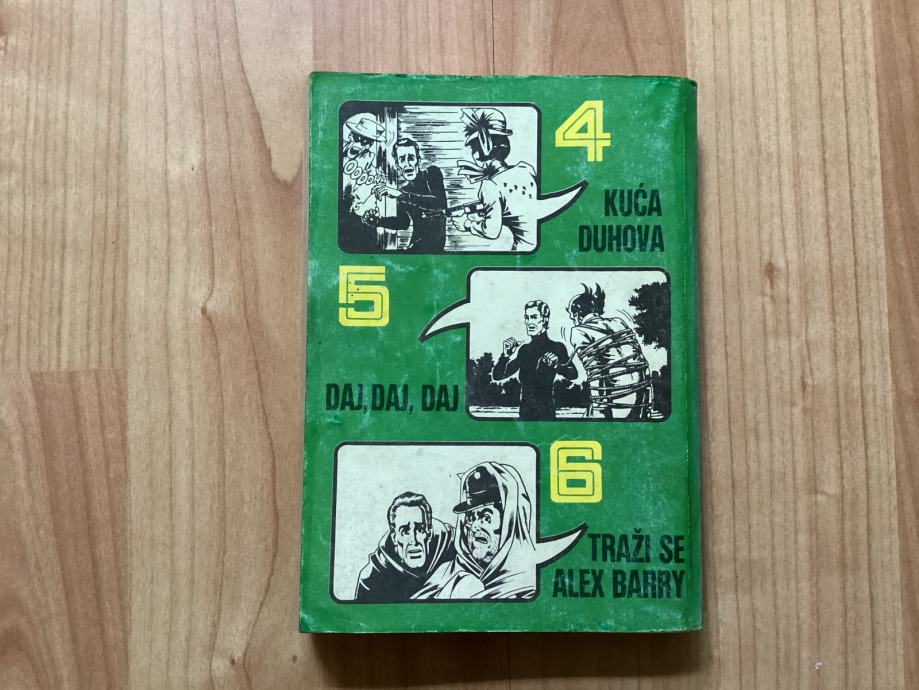 4
KUĆA
DUHOVA
5
DAJ, DAJ, DAJ
6
TRAŽI SE
ALEX BARRY